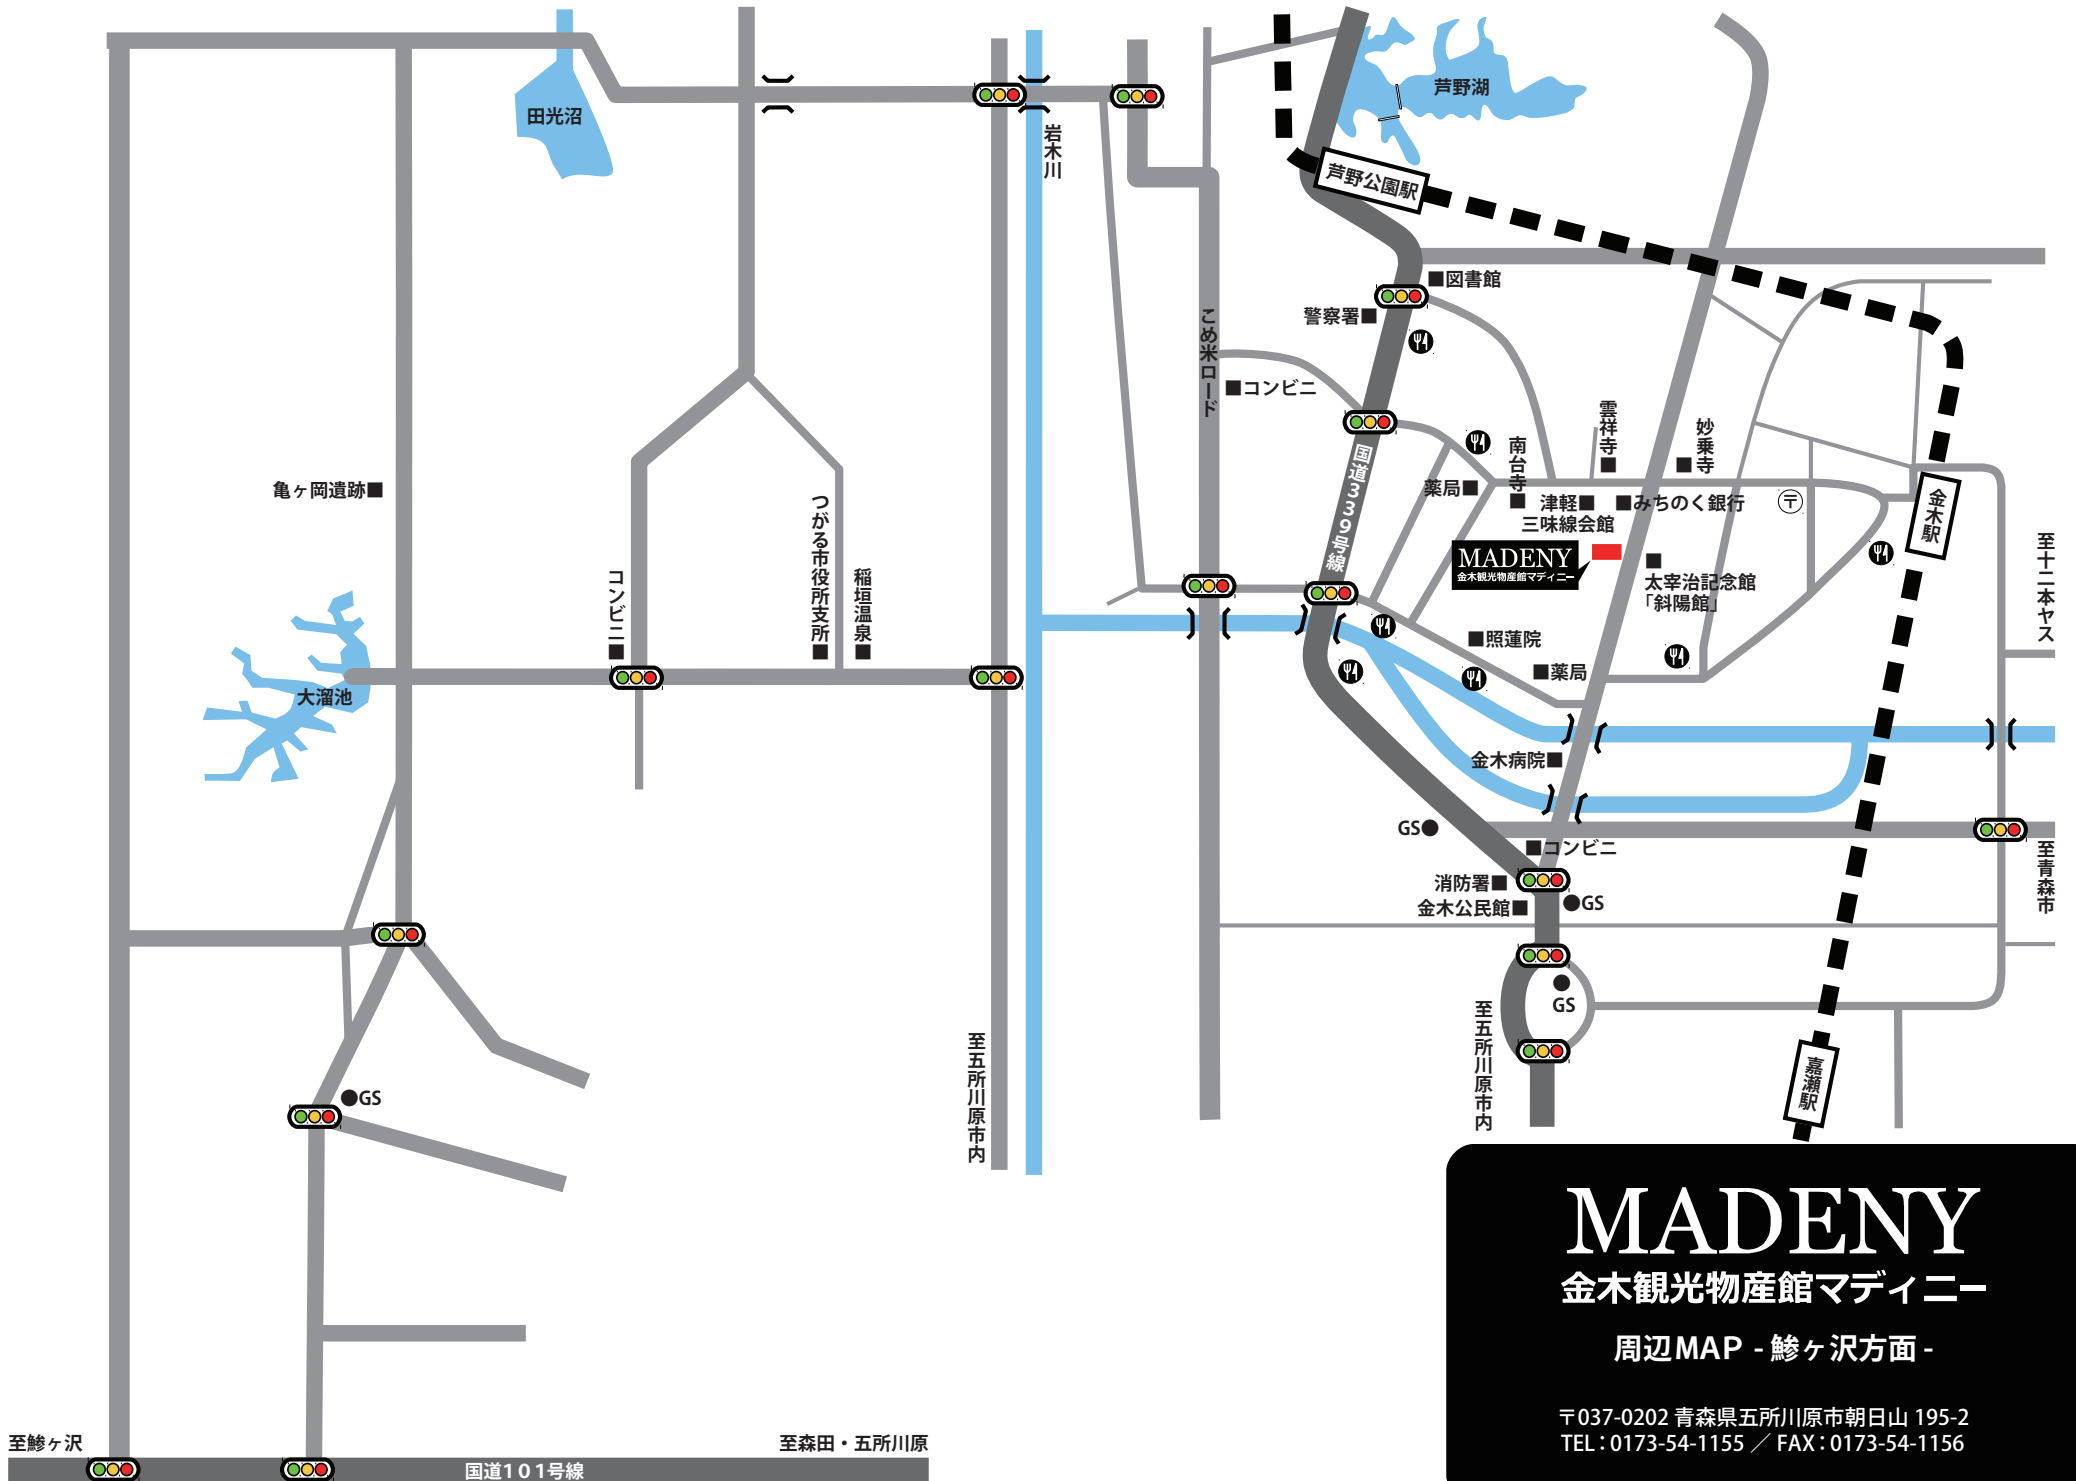 田光沼
岩木川
芦野湖
芦野公園駅
■図書館
警察署■
こめ米ロード
■コンビニ
国道339号線
雲祥寺■
妙乗寺■
南台寺■
薬局■
津軽■
三味線会館
■みちのく銀行
〒
金木駅
MADENY
金木観光物産館マディニー
■
太宰治記念館
「斜陽館」
至十二本ヤス
亀ヶ岡遺跡■
つがる市役所支所■
稲垣温泉■
コンビニ■
大溜池
■照蓮院
■薬局
金木病院■
GS●
■コンビニ
至青森市
消防署■
●GS
金木公民館■
●
GS
至五所川原市内
至五所川原市内
嘉瀬駅
●GS
MADENY
金木観光物産館マディニー
周辺MAP - 鰺ヶ沢方面 -
〒037-0202 青森県五所川原市朝日山 195-2
TEL：0173-54-1155 ／ FAX：0173-54-1156
至鰺ヶ沢
至森田・五所川原
国道101号線